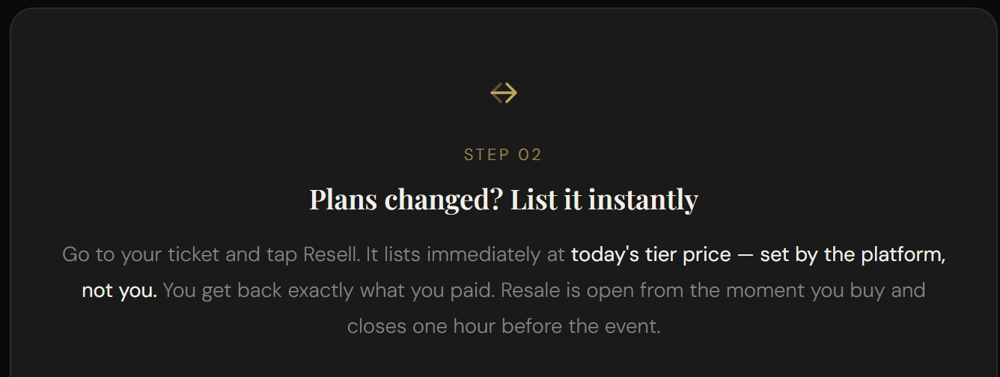 STEP 02
Plans changed? List it instantly
Go to your ticket and tap Resell. It lists immediately at today's tier price — set by the platform,
not you. You get back exactly what you paid. Resale is open from the moment you buy and
closes one hour before the event.